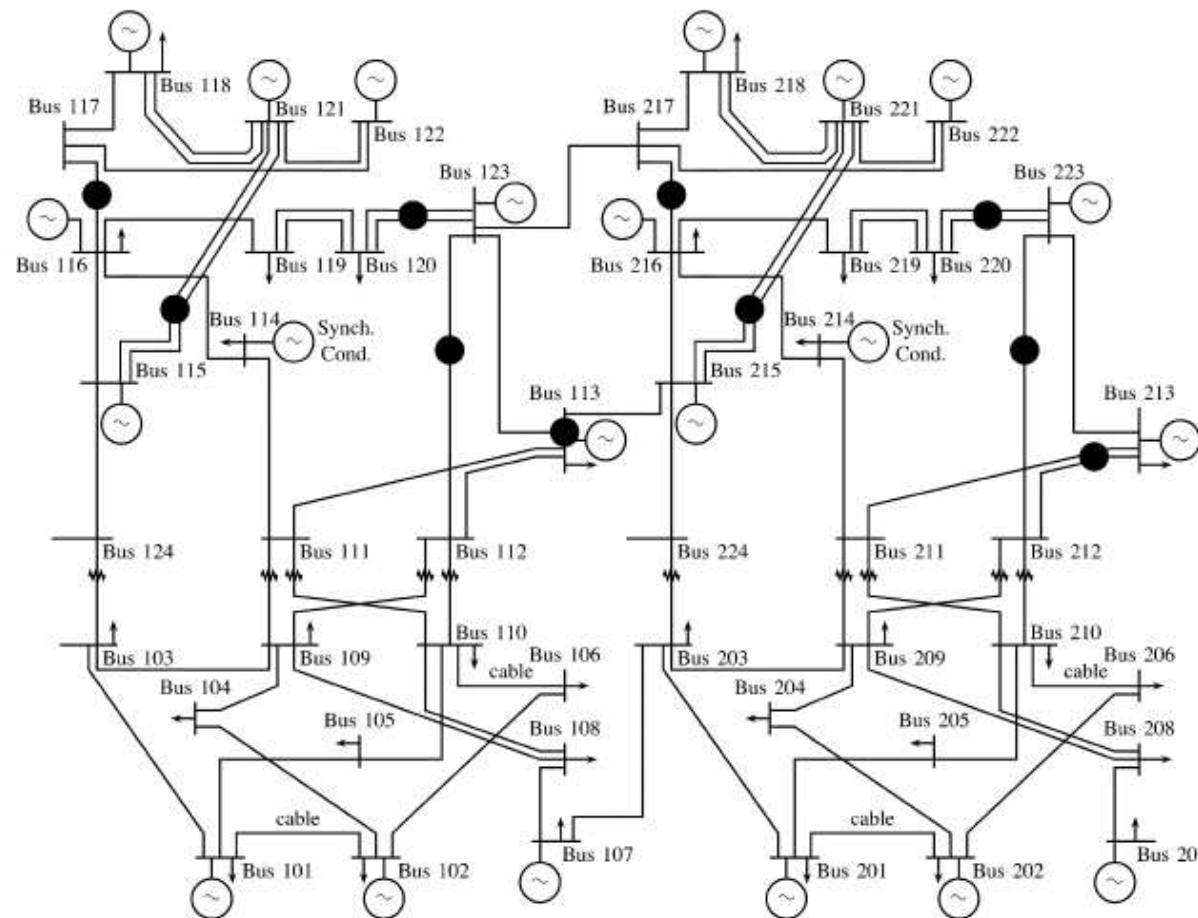 Bus 118
Bus 218
Bus 117
Bus 121
Bus 217
Bus 221
Bus 122
Bus 222
Bus 123
Bus 223
Bus 116
Bus 119
Bus 120
Bus 216
Bus 219
Bus 220
Bus 114
Synch.
Cond.
Bus 214
Synch.
Cond.
Bus 115
Bus 215
Bus 113
Bus 213
Bus 124
Bus 111
Bus 112
Bus 224
Bus 211
Bus 212
Bus 110
Bus 210
Bus 103
Bus 109
Bus 106
Bus 203
Bus 209
Bus 206
cable
cable
Bus 104
Bus 204
Bus 105
Bus 108
Bus 205
Bus 208
cable
cable
Bus 107
Bus 20
Bus 101
Bus 102
Bus 201
Bus 202